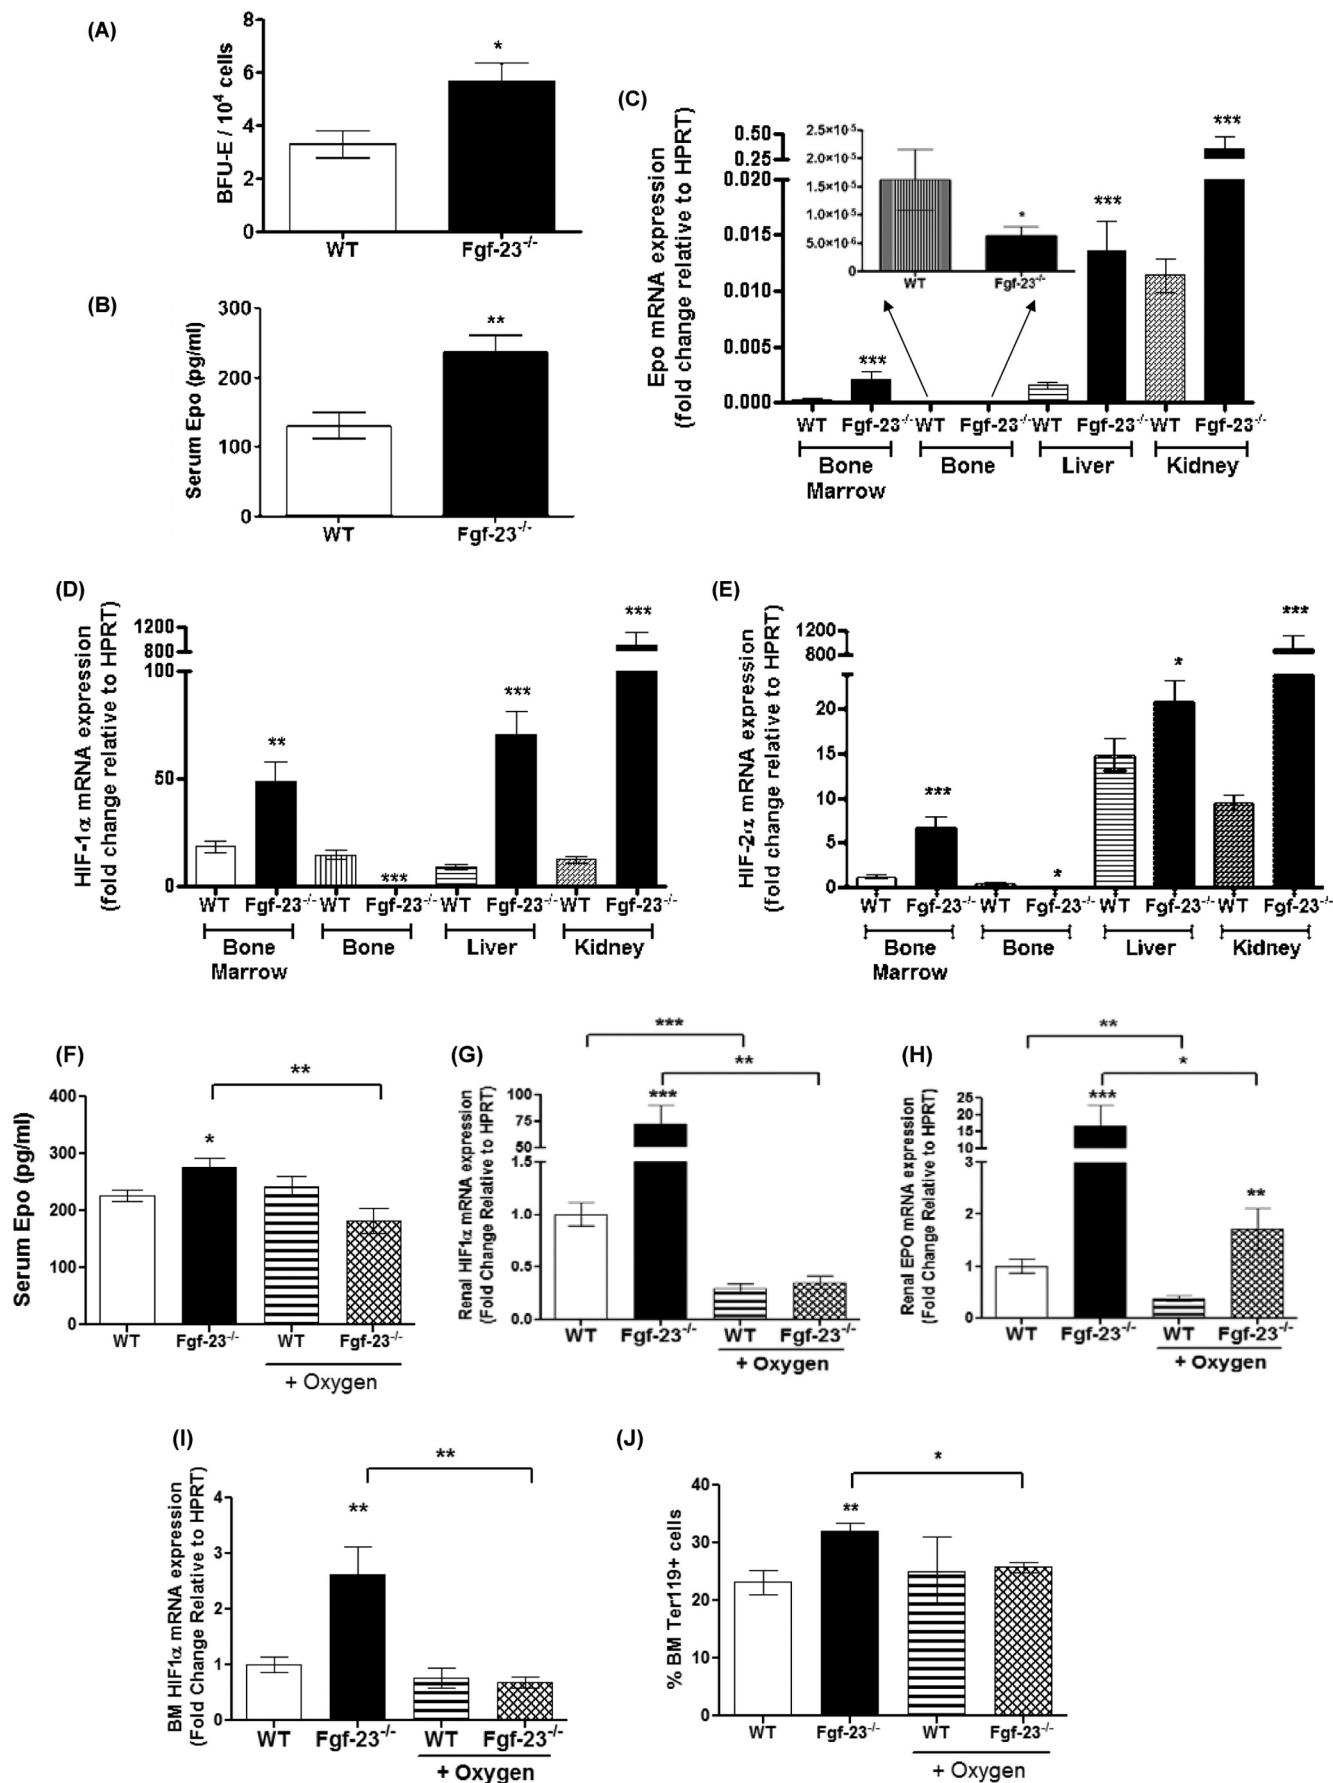 (A)
BFU-E / 10⁴ cells
8
6
4
2
0
*
WT
Fgf-23⁻/⁻
(B)
Serum Epo (pg/ml)
300
200
100
0
**
WT
Fgf-23⁻/⁻
(C)
Epo mRNA expression
(fold change relative to HPRT)
0.50
0.25
0.020
0.015
0.010
0.005
0.000
2.5×10⁻⁵
2.0×10⁻⁵
1.5×10⁻⁵
1.0×10⁻⁵
5.0×10⁻⁶
0
*
WT
Fgf-23⁻/⁻
***
***
***
WT Fgf-23⁻/⁻ WT Fgf-23⁻/⁻ WT Fgf-23⁻/⁻ WT Fgf-23⁻/⁻
Bone Bone Liver Kidney
Marrow
(D)
HIF-1α mRNA expression
(fold change relative to HPRT)
1200
800
100
50
0
**
***
***
***
WT Fgf-23⁻/⁻ WT Fgf-23⁻/⁻ WT Fgf-23⁻/⁻ WT Fgf-23⁻/⁻
Bone Bone Liver Kidney
Marrow
(E)
HIF-2α mRNA expression
(fold change relative to HPRT)
1200
800
20
15
10
5
0
***
*
*
***
WT Fgf-23⁻/⁻ WT Fgf-23⁻/⁻ WT Fgf-23⁻/⁻ WT Fgf-23⁻/⁻
Bone Bone Liver Kidney
Marrow
(F)
Serum Epo (pg/ml)
400
300
200
100
0
**
*
WT Fgf-23⁻/⁻ WT Fgf-23⁻/⁻
+ Oxygen
(G)
Renal HIF1α mRNA expression
(Fold Change Relative to HPRT)
100
75
50
1.5
1.0
0.5
0.0
***
**
***
WT Fgf-23⁻/⁻ WT Fgf-23⁻/⁻
+ Oxygen
(H)
Renal EPO mRNA expression
(Fold Change Relative to HPRT)
25
20
15
10
3
2
1
0
**
*
***
**
WT Fgf-23⁻/⁻ WT Fgf-23⁻/⁻
+ Oxygen
(I)
BM HIF1α mRNA expression
(Fold Change Relative to HPRT)
4
3
2
1
0
**
**
WT Fgf-23⁻/⁻ WT Fgf-23⁻/⁻
+ Oxygen
(J)
% BM Ter119+ cells
40
30
20
10
0
*
**
WT Fgf-23⁻/⁻ WT Fgf-23⁻/⁻
+ Oxygen